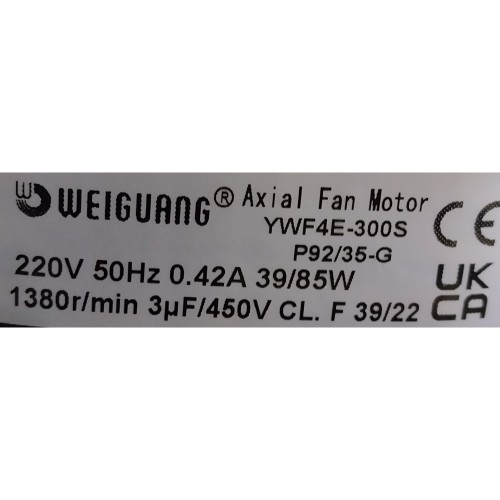 WEIGUANG® Axial Fan Motor
YWF4E-300S
P92/35-G
220V 50Hz 0.42A 39/85W
1380r/min 3µF/450V CL. F 39/22
CE
UK
CA